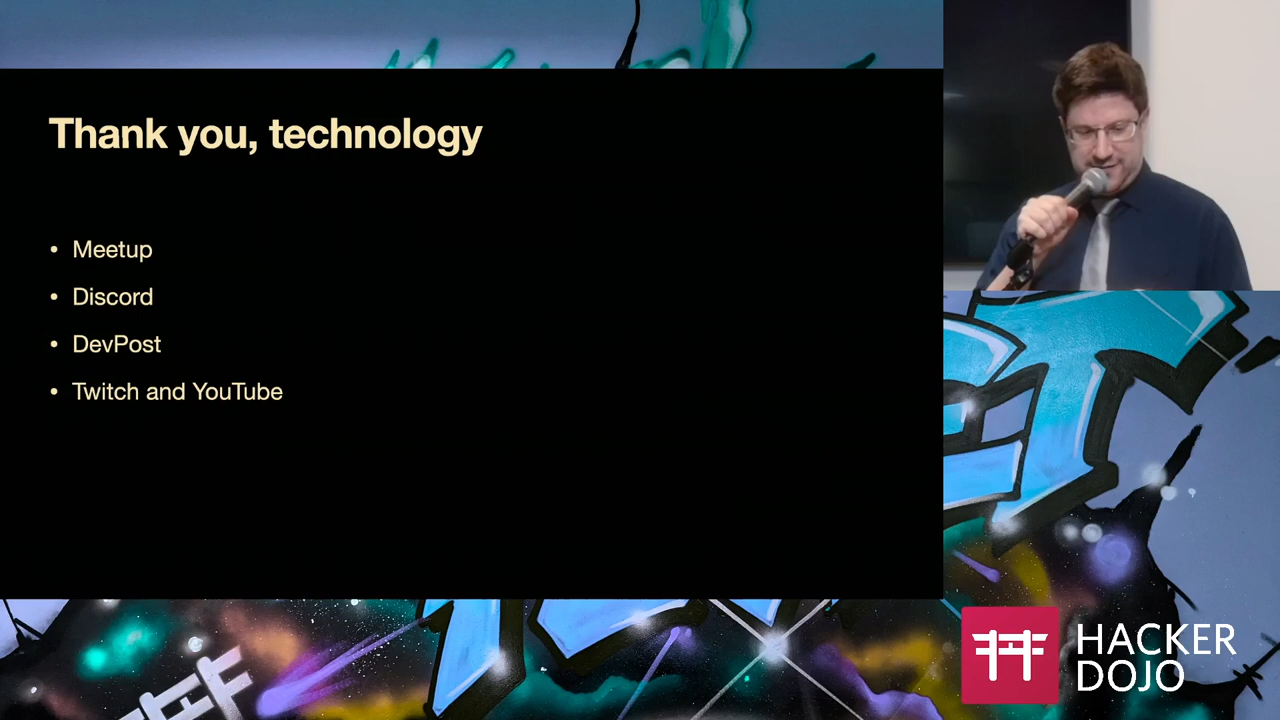 Thank you, technology
• Meetup
• Discord
• DevPost
• Twitch and YouTube
HACKER
DOJO